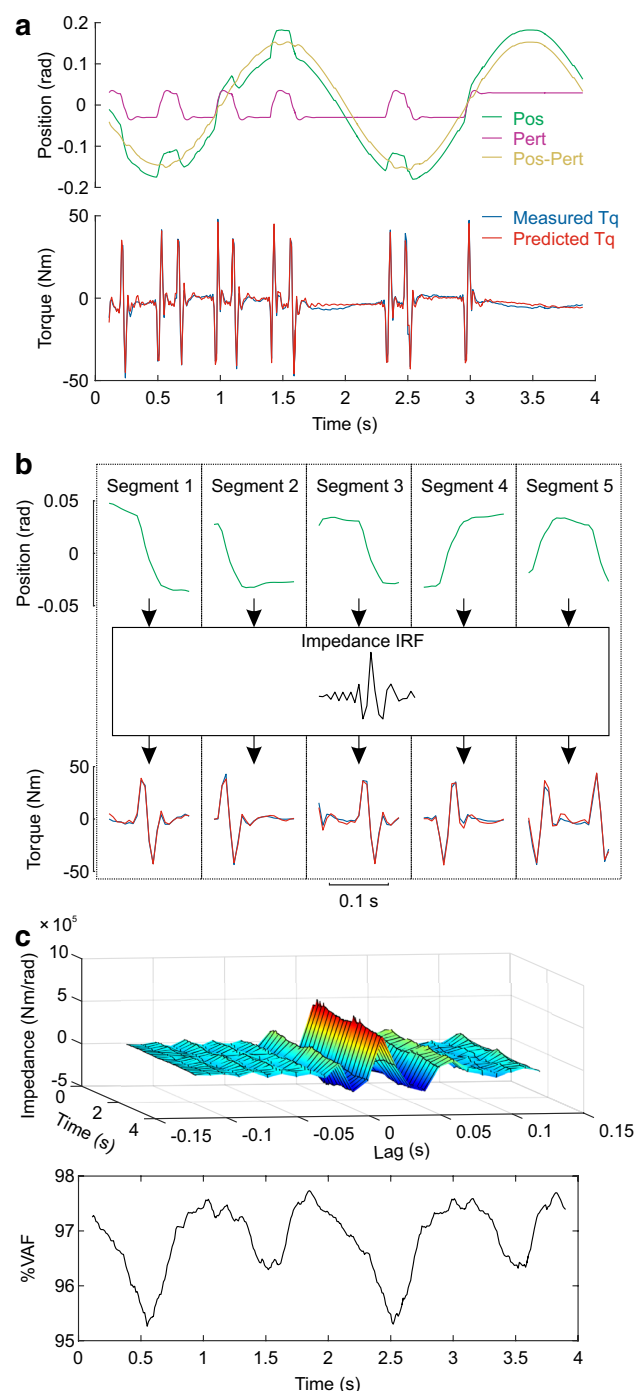 a
Position (rad)
0.2
0.1
0
-0.1
-0.2
Pos
Pert
Pos-Pert
Torque (Nm)
50
0
-50
Measured Tq
Predicted Tq
0 0.5 1 1.5 2 2.5 3 3.5 4
Time (s)
b
Segment 1 Segment 2 Segment 3 Segment 4 Segment 5
Position (rad)
0.05
0
-0.05
Impedance IRF
Torque (Nm)
50
0
-50
0.1 s
c
× 10⁵
Impedance (Nm/rad)
10
5
0
-5
0
2
4
Time (s)
-0.15 -0.1 -0.05 0 0.05 0.1 0.15
Lag (s)
%VAF
98
97
96
95
0 0.5 1 1.5 2 2.5 3 3.5 4
Time (s)